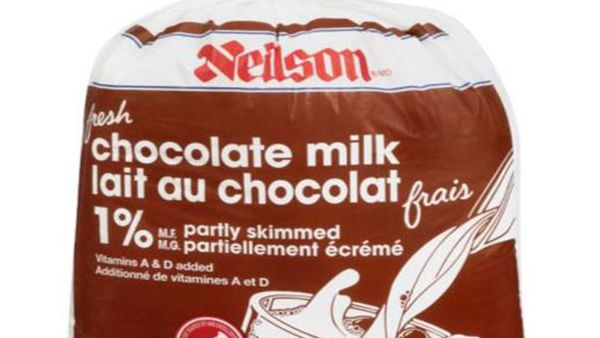 Neilson
®/MD
fresh
chocolate milk
lait au chocolat
frais
1% M.F. partly skimmed
M.G. partiellement écrémé
Vitamins A & D added
Additionné de vitamines A et D